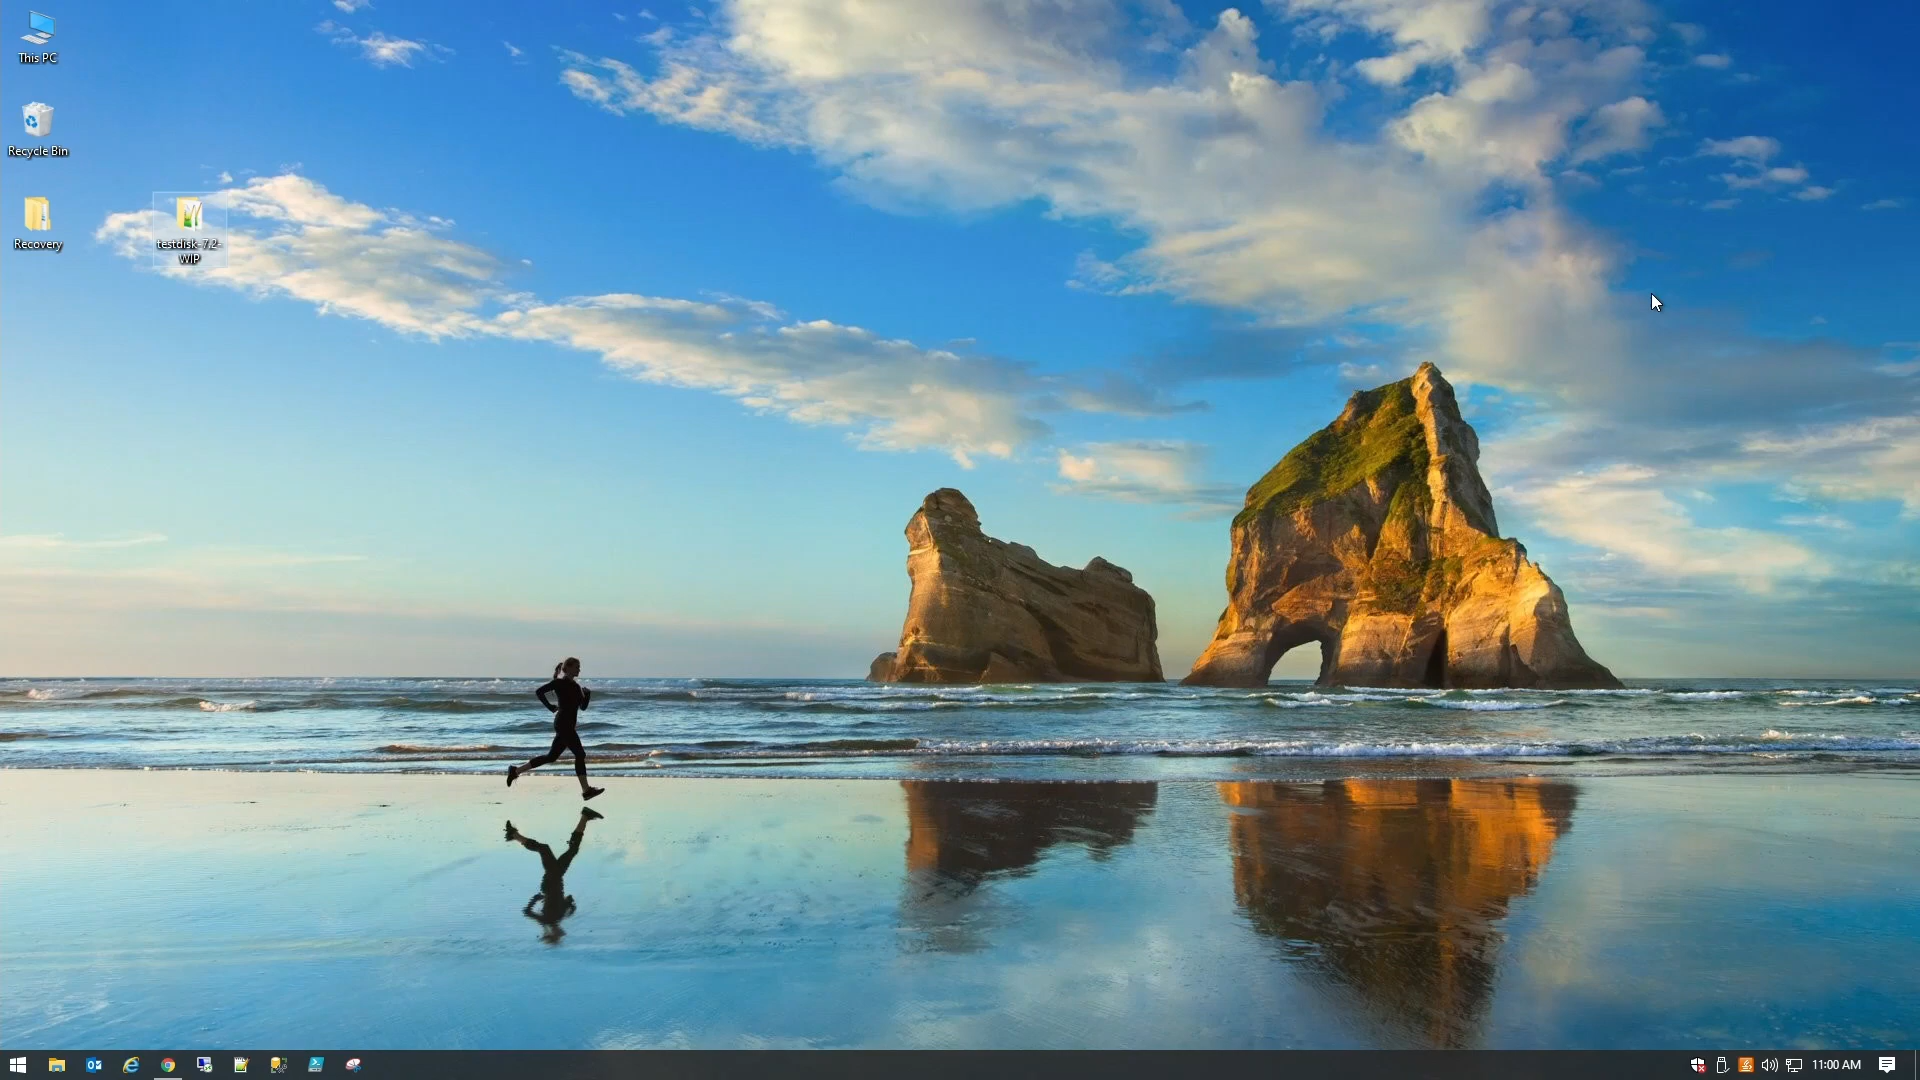 This PC
Recycle Bin
Recovery
testdisk-7.2-
WIP
11:00 AM